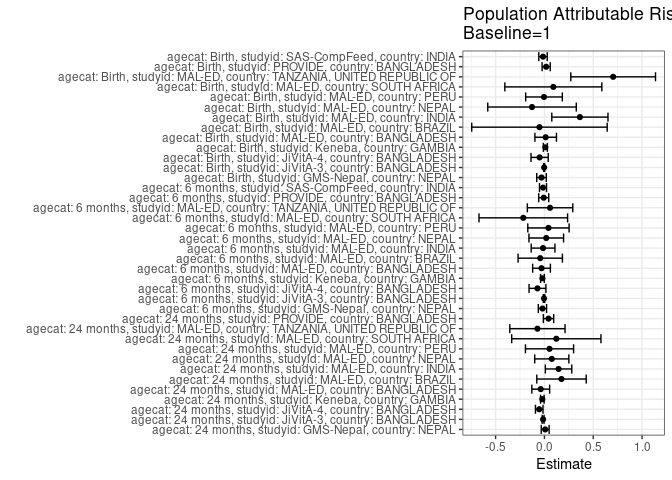 Population Attributable Ris
Baseline=1
agecat: Birth, studyid: SAS-CompFeed, country: INDIA
agecat: Birth, studyid: PROVIDE, country: BANGLADESH
agecat: Birth, studyid: MAL-ED, country: TANZANIA, UNITED REPUBLIC OF
agecat: Birth, studyid: MAL-ED, country: SOUTH AFRICA
agecat: Birth, studyid: MAL-ED, country: PERU
agecat: Birth, studyid: MAL-ED, country: NEPAL
agecat: Birth, studyid: MAL-ED, country: INDIA
agecat: Birth, studyid: MAL-ED, country: BRAZIL
agecat: Birth, studyid: MAL-ED, country: BANGLADESH
agecat: Birth, studyid: Keneba, country: GAMBIA
agecat: Birth, studyid: JiVitA-4, country: BANGLADESH
agecat: Birth, studyid: JiVitA-3, country: BANGLADESH
agecat: Birth, studyid: GMS-Nepal, country: NEPAL
agecat: 6 months, studyid: SAS-CompFeed, country: INDIA
agecat: 6 months, studyid: PROVIDE, country: BANGLADESH
agecat: 6 months, studyid: MAL-ED, country: TANZANIA, UNITED REPUBLIC OF
agecat: 6 months, studyid: MAL-ED, country: SOUTH AFRICA
agecat: 6 months, studyid: MAL-ED, country: PERU
agecat: 6 months, studyid: MAL-ED, country: NEPAL
agecat: 6 months, studyid: MAL-ED, country: INDIA
agecat: 6 months, studyid: MAL-ED, country: BRAZIL
agecat: 6 months, studyid: MAL-ED, country: BANGLADESH
agecat: 6 months, studyid: Keneba, country: GAMBIA
agecat: 6 months, studyid: JiVitA-4, country: BANGLADESH
agecat: 6 months, studyid: JiVitA-3, country: BANGLADESH
agecat: 6 months, studyid: GMS-Nepal, country: NEPAL
agecat: 24 months, studyid: PROVIDE, country: BANGLADESH
agecat: 24 months, studyid: MAL-ED, country: TANZANIA, UNITED REPUBLIC OF
agecat: 24 months, studyid: MAL-ED, country: SOUTH AFRICA
agecat: 24 months, studyid: MAL-ED, country: PERU
agecat: 24 months, studyid: MAL-ED, country: NEPAL
agecat: 24 months, studyid: MAL-ED, country: INDIA
agecat: 24 months, studyid: MAL-ED, country: BRAZIL
agecat: 24 months, studyid: MAL-ED, country: BANGLADESH
agecat: 24 months, studyid: Keneba, country: GAMBIA
agecat: 24 months, studyid: JiVitA-4, country: BANGLADESH
agecat: 24 months, studyid: JiVitA-3, country: BANGLADESH
agecat: 24 months, studyid: GMS-Nepal, country: NEPAL
-0.5 0.0 0.5 1.0
Estimate